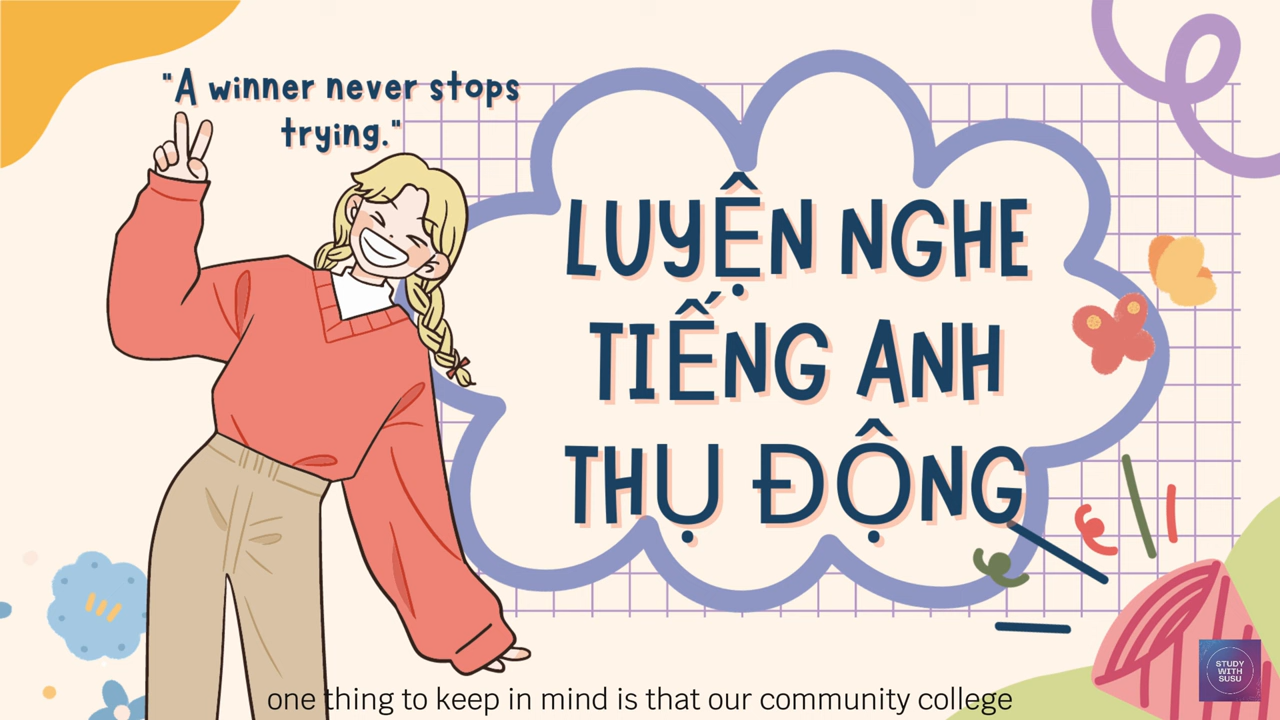 "A winner never stops
trying."
LUYỆN NGHE
TIẾNG ANH
THỤ ĐỘNG
STUDY
WITH
SUSU
one thing to keep in mind is that our community college